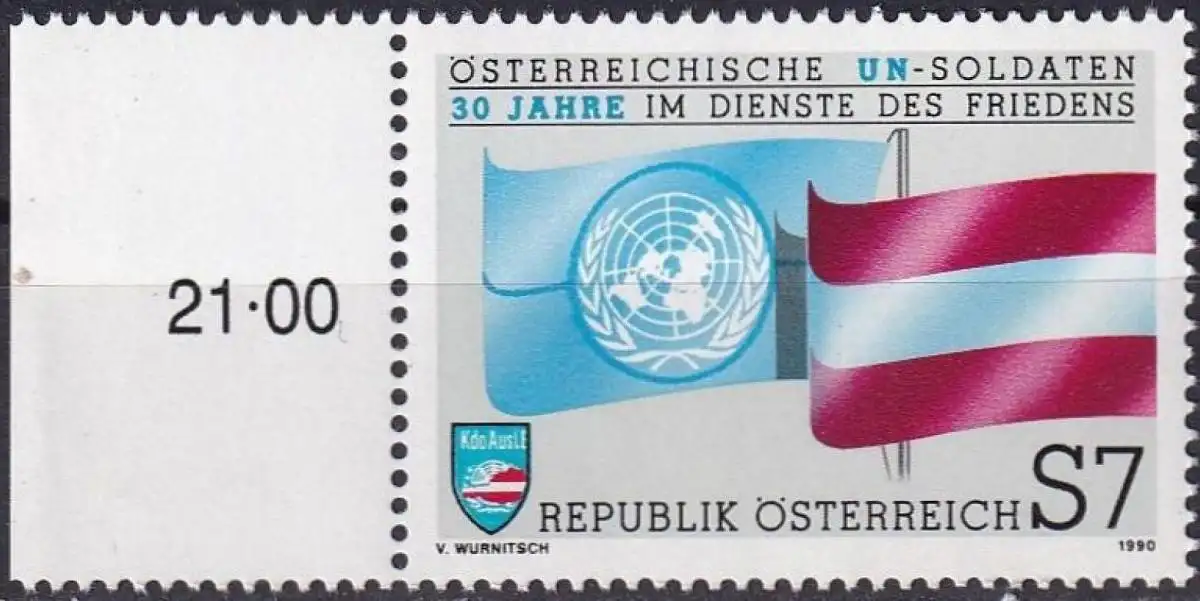 ÖSTERREICHISCHE UN-SOLDATEN
30 JAHRE IM DIENSTE DES FRIEDENS
21·00
Kdo AusLE
REPUBLIK ÖSTERREICH S7
V. WURNITSCH
1990